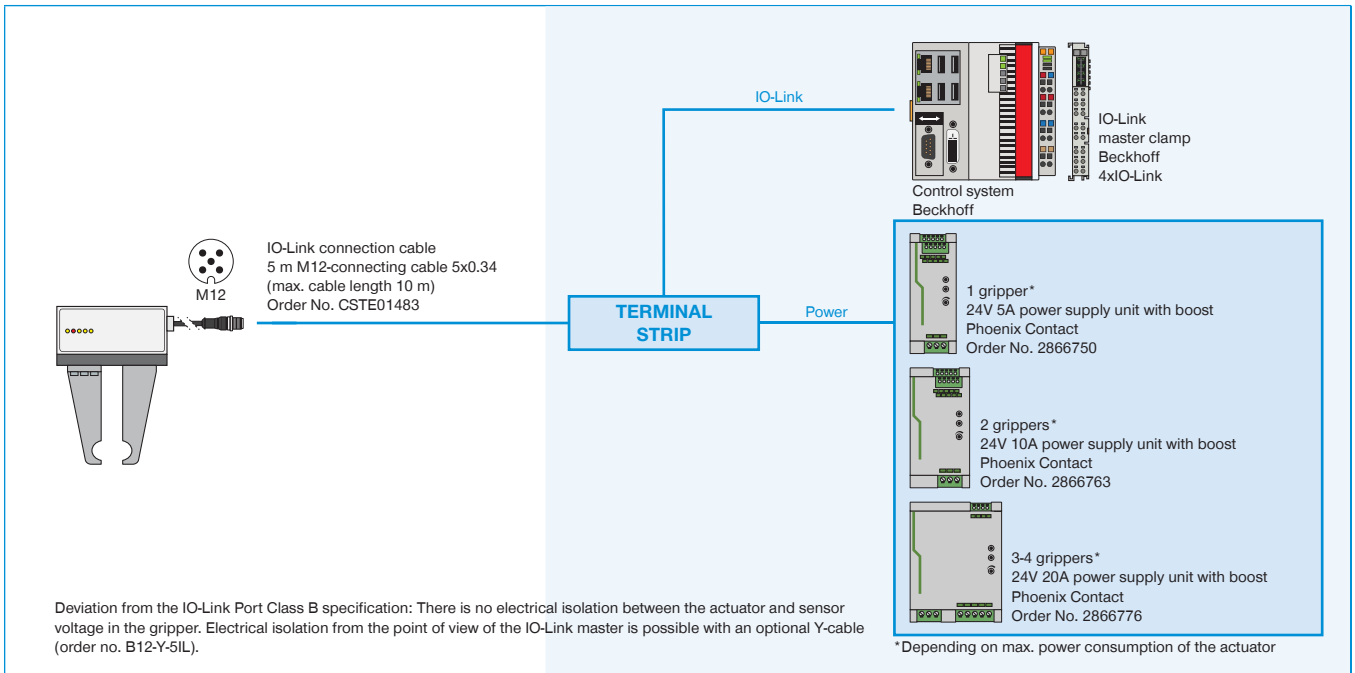 IO-Link
IO-Link
master clamp
Beckhoff
4xIO-Link
Control system
Beckhoff
M12
IO-Link connection cable
5 m M12-connecting cable 5x0.34
(max. cable length 10 m)
Order No. CSTE01483
TERMINAL
STRIP
Power
1 gripper*
24V 5A power supply unit with boost
Phoenix Contact
Order No. 2866750
2 grippers*
24V 10A power supply unit with boost
Phoenix Contact
Order No. 2866763
3-4 grippers*
24V 20A power supply unit with boost
Phoenix Contact
Order No. 2866776
Deviation from the IO-Link Port Class B specification: There is no electrical isolation between the actuator and sensor
voltage in the gripper. Electrical isolation from the point of view of the IO-Link master is possible with an optional Y-cable
(order no. B12-Y-5IL).
*Depending on max. power consumption of the actuator